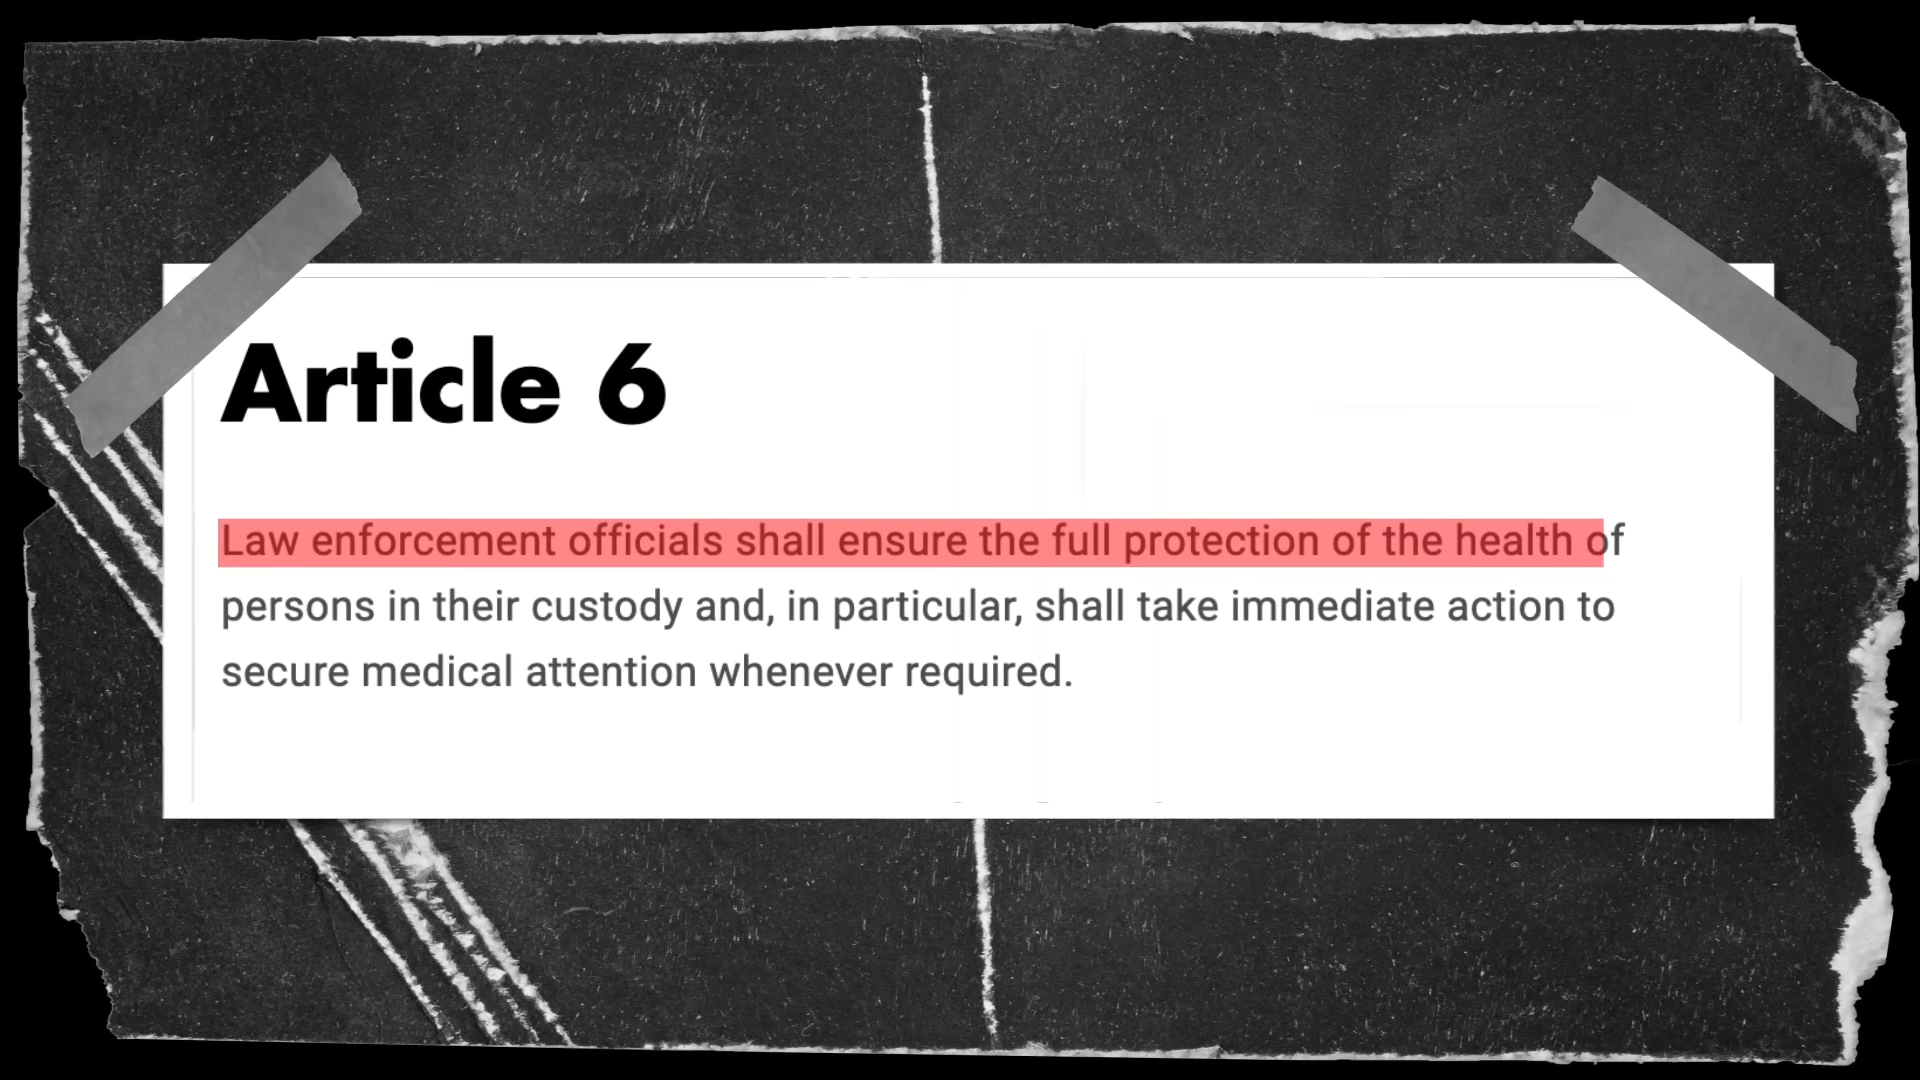 Article 6
Law enforcement officials shall ensure the full protection of the health of
persons in their custody and, in particular, shall take immediate action to
secure medical attention whenever required.